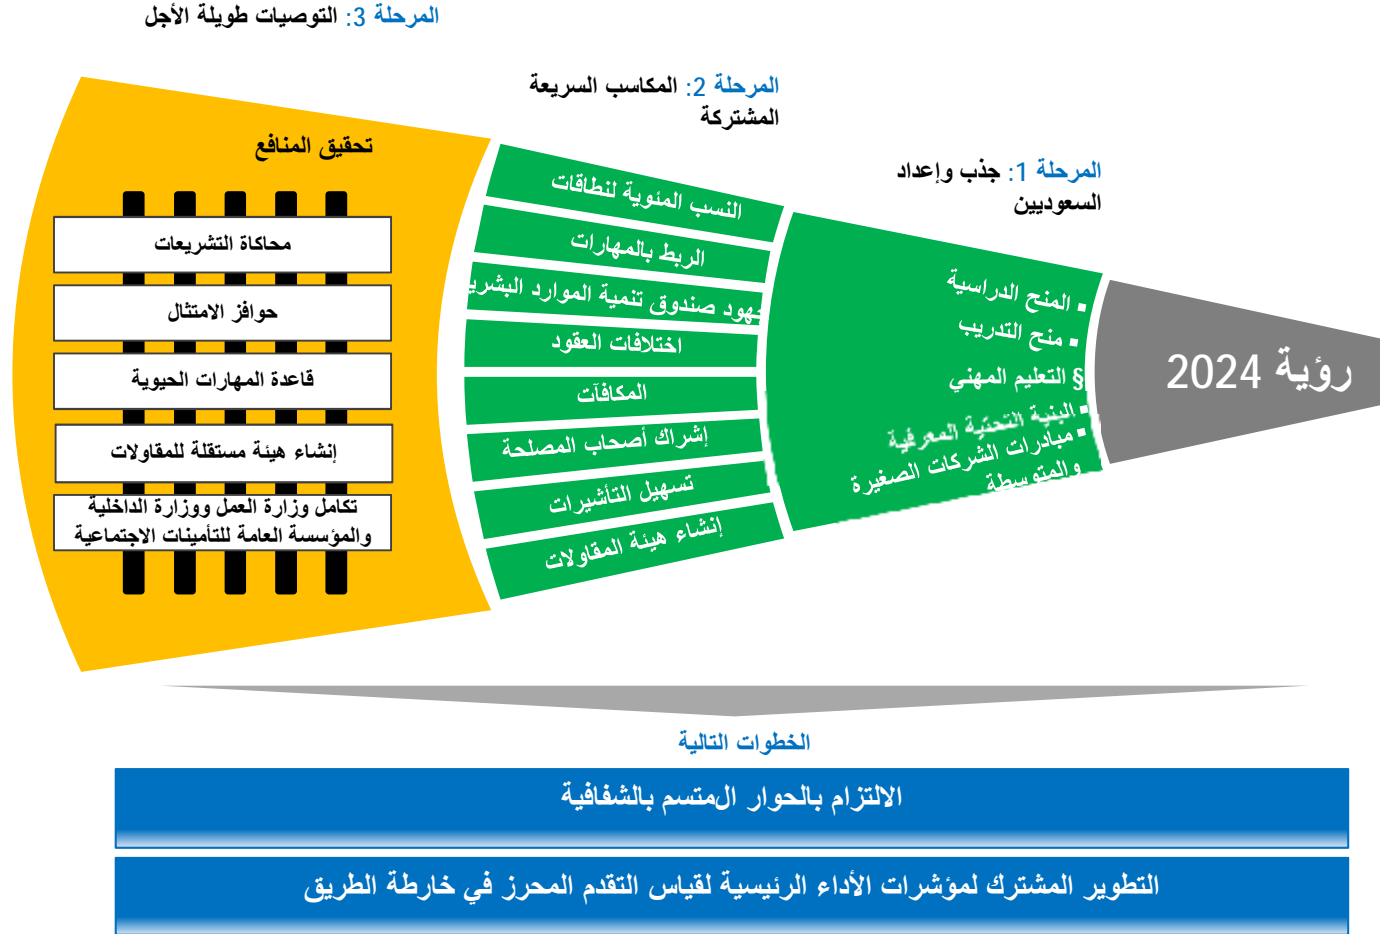 المرحلة 3: التوصيات طويلة الأجل
المرحلة 2: المكاسب السريعة
المشتركة
المرحلة 1: جذب وإعداد
السعوديين
رؤية 2024
▪ المنح الدراسية
▪ منح التدريب
§ التعليم المهني
▪ البنية التحتية المعرفية
▪ مبادرات الشركات الصغيرة
والمتوسطة
النسب المئوية لنطاقات
الربط بالمهارات
جهود صندوق تنمية الموارد البشري
اختلافات العقود
المكافآت
إشراك أصحاب المصلحة
تسهيل التأشيرات
إنشاء هيئة المقاولات
تحقيق المنافع
محاكاة التشريعات
حوافز الامتثال
قاعدة المهارات الحيوية
إنشاء هيئة مستقلة للمقاولات
تكامل وزارة العمل ووزارة الداخلية
والمؤسسة العامة للتأمينات الاجتماعية
الخطوات التالية
الالتزام بالحوار المتسم بالشفافية
التطوير المشترك لمؤشرات الأداء الرئيسية لقياس التقدم المحرز في خارطة الطريق